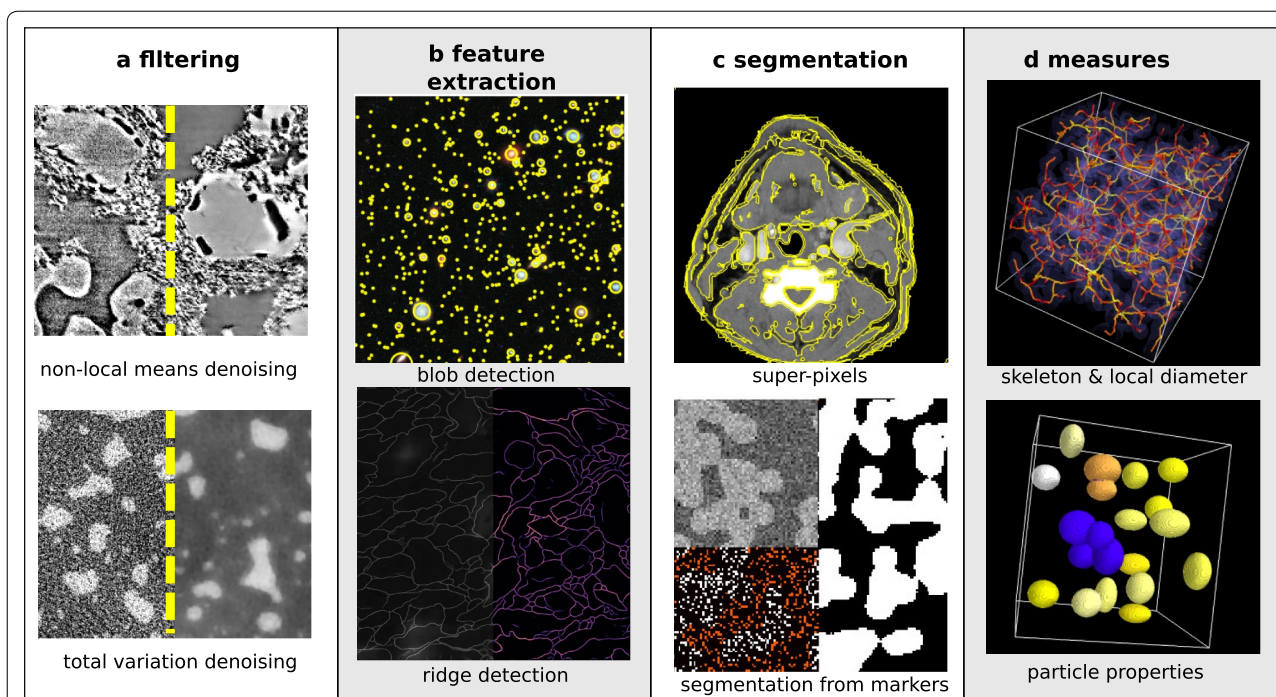 a fIltering
non-local means denoising
total variation denoising
b feature
extraction
blob detection
ridge detection
c segmentation
super-pixels
segmentation from markers
d measures
skeleton & local diameter
particle properties